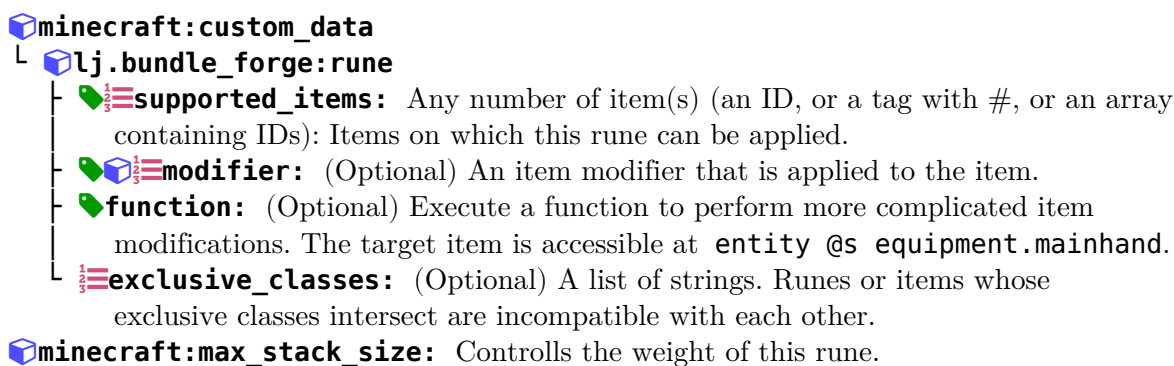 minecraft:custom_data
lj.bundle_forge:rune
supported_items: Any number of item(s) (an ID, or a tag with #, or an array
containing IDs): Items on which this rune can be applied.
modifier: (Optional) An item modifier that is applied to the item.
function: (Optional) Execute a function to perform more complicated item
modifications. The target item is accessible at entity @s equipment.mainhand.
exclusive_classes: (Optional) A list of strings. Runes or items whose
exclusive classes intersect are incompatible with each other.
minecraft:max_stack_size: Controlls the weight of this rune.